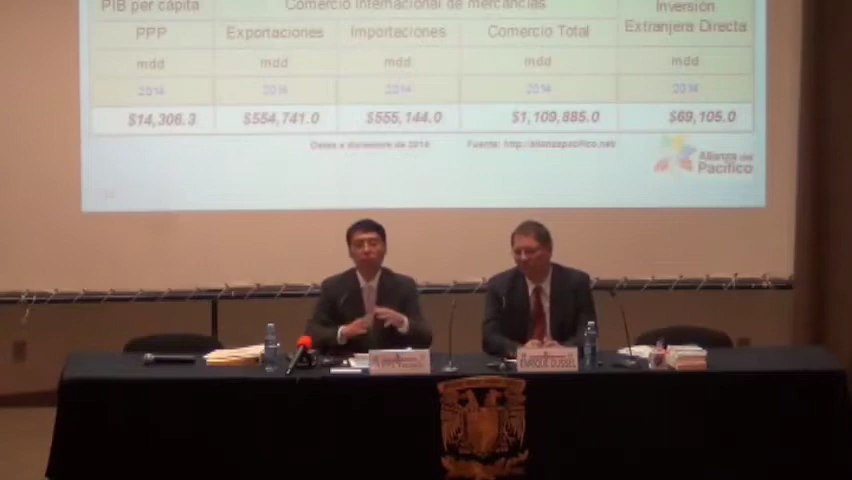 PIB per cápita Comercio internacional de mercancías Inversión Extranjera Directa
PPP Exportaciones Importaciones Comercio Total
mdd mdd mdd mdd mdd
2014 2014 2014 2014 2014
$14,306.3 $554,741.0 $555,144.0 $1,109,885.0 $69,105.0
Datos a diciembre de 2014 Fuente: http://alianzapacifico.net/
Alianza del
Pacífico
ENRIQUE DUSSEL